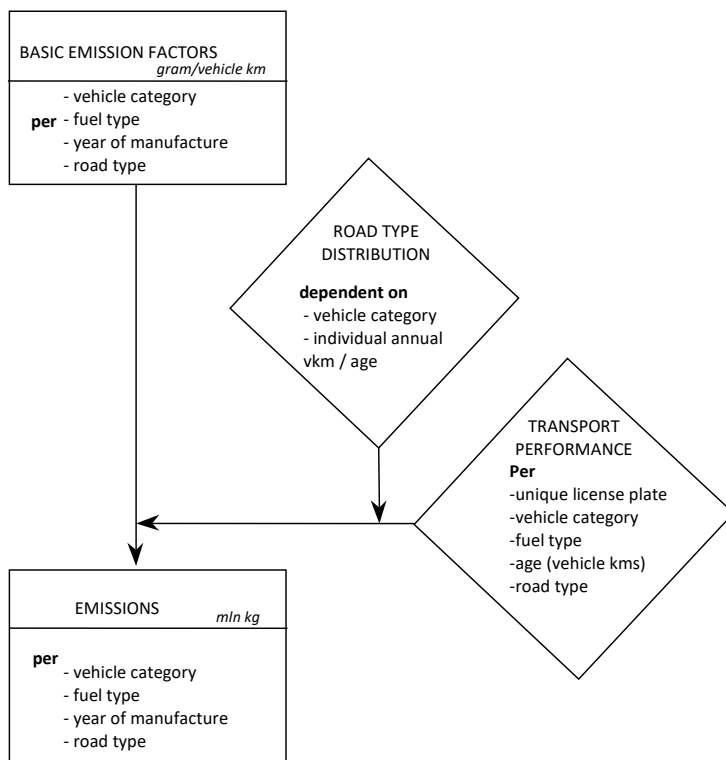 BASIC EMISSION FACTORS
gram/vehicle km
per
- vehicle category
- fuel type
- year of manufacture
- road type
ROAD TYPE
DISTRIBUTION
dependent on
- vehicle category
- individual annual
vkm / age
TRANSPORT
PERFORMANCE
Per
-unique license plate
-vehicle category
-fuel type
-age (vehicle kms)
-road type
EMISSIONS
mln kg
per
- vehicle category
- fuel type
- year of manufacture
- road type